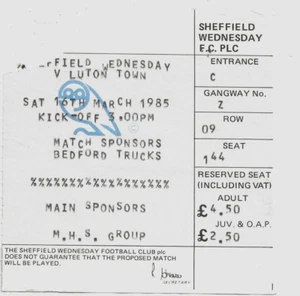 SHEFFIELD WEDNESDAY
V LUTON TOWN
SAT 16TH MARCH 1985
KICK-OFF 3.00PM
MATCH SPONSORS
BEDFORD TRUCKS
%%%%%%%%%%%%%%%%%%%
MAIN SPONSORS
M.H.S. GROUP
THE SHEFFIELD WEDNESDAY FOOTBALL CLUB plc
DOES NOT GUARANTEE THAT THE PROPOSED MATCH
WILL BE PLAYED.
SECRETARY
SHEFFIELD
WEDNESDAY
F.C. PLC
ENTRANCE
C
GANGWAY No.
Z
ROW
09
SEAT
144
RESERVED SEAT
(INCLUDING VAT)
ADULT
£4.50
JUV. & O.A.P.
£2.50